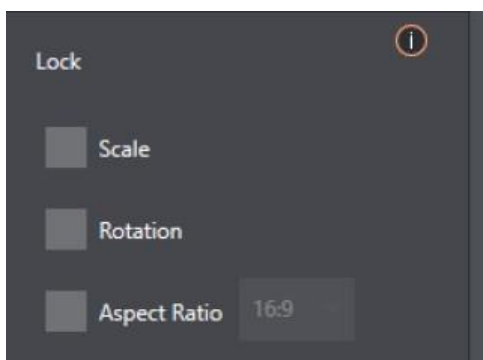 i
Lock
Scale
Rotation
Aspect Ratio 16:9